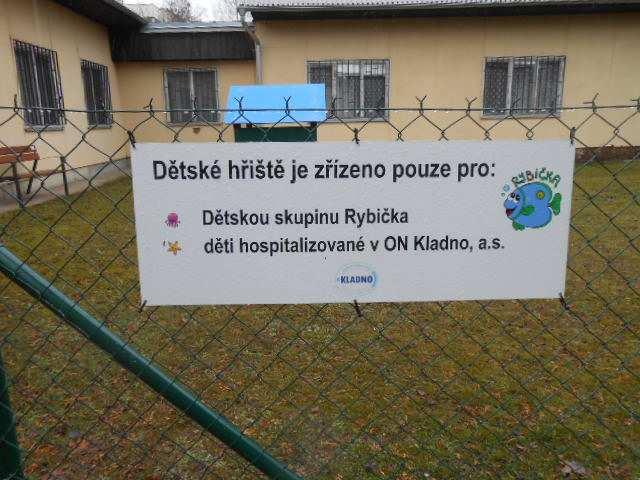 Dětské hřiště je zřízeno pouze pro:
RYBIČKA
Dětskou skupinu Rybička
děti hospitalizované v ON Kladno, a.s.
KLADNO